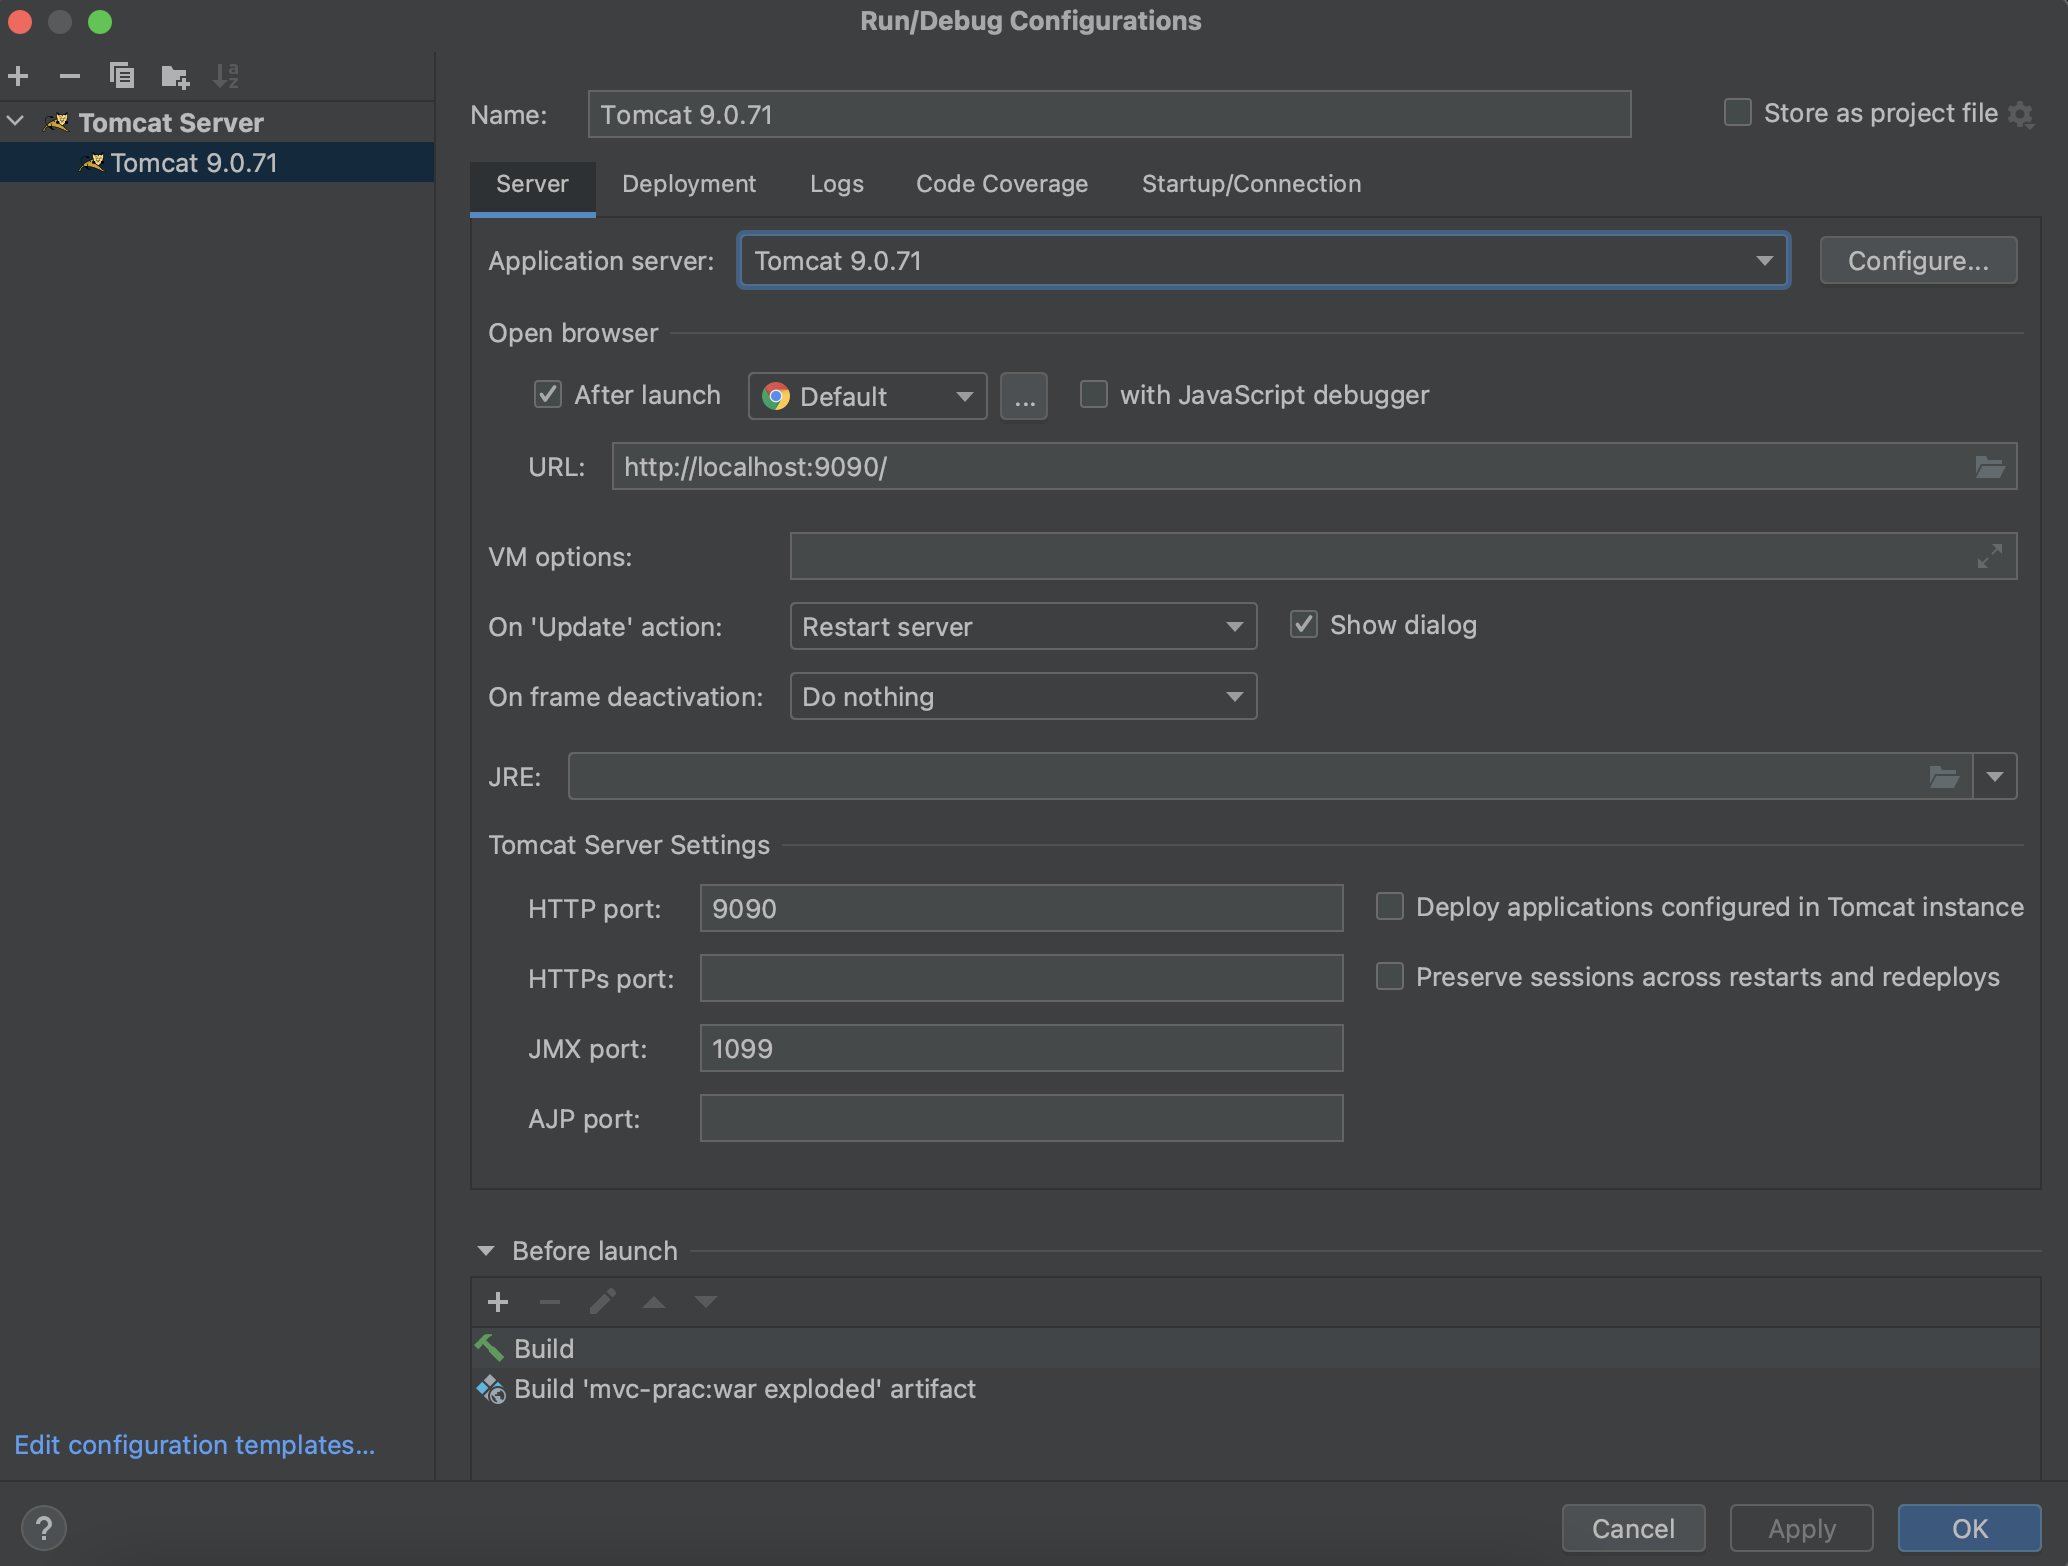 Run/Debug Configurations
Tomcat Server
Tomcat 9.0.71
Name: Tomcat 9.0.71 Store as project file
Server Deployment Logs Code Coverage Startup/Connection
Application server: Tomcat 9.0.71 Configure...
Open browser
After launch Default ... with JavaScript debugger
URL: http://localhost:9090/
VM options:
On 'Update' action: Restart server Show dialog
On frame deactivation: Do nothing
JRE:
Tomcat Server Settings
HTTP port: 9090 Deploy applications configured in Tomcat instance
HTTPs port: Preserve sessions across restarts and redeploys
JMX port: 1099
AJP port:
Before launch
Build
Build 'mvc-prac:war exploded' artifact
Edit configuration templates...
? Cancel Apply OK